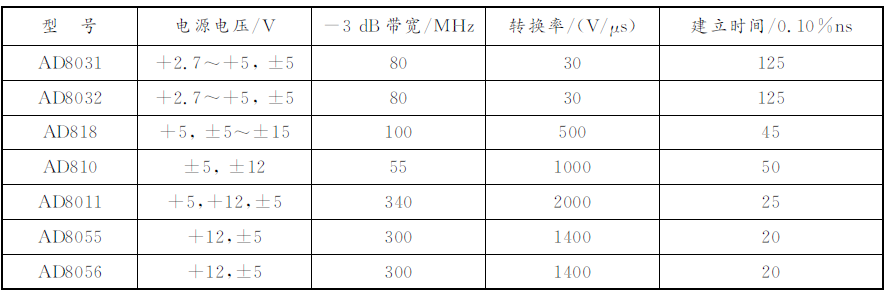 型 号 电源电压/V －3 dB 带宽/MHz 转换率/(V/μs) 建立时间/0.10%ns
AD8031 +2.7～+5, ±5 80 30 125
AD8032 +2.7～+5, ±5 80 30 125
AD818 +5, ±5～±15 100 500 45
AD810 ±5, ±12 55 1000 50
AD8011 +5,+12,±5 340 2000 25
AD8055 +12,±5 300 1400 20
AD8056 +12,±5 300 1400 20